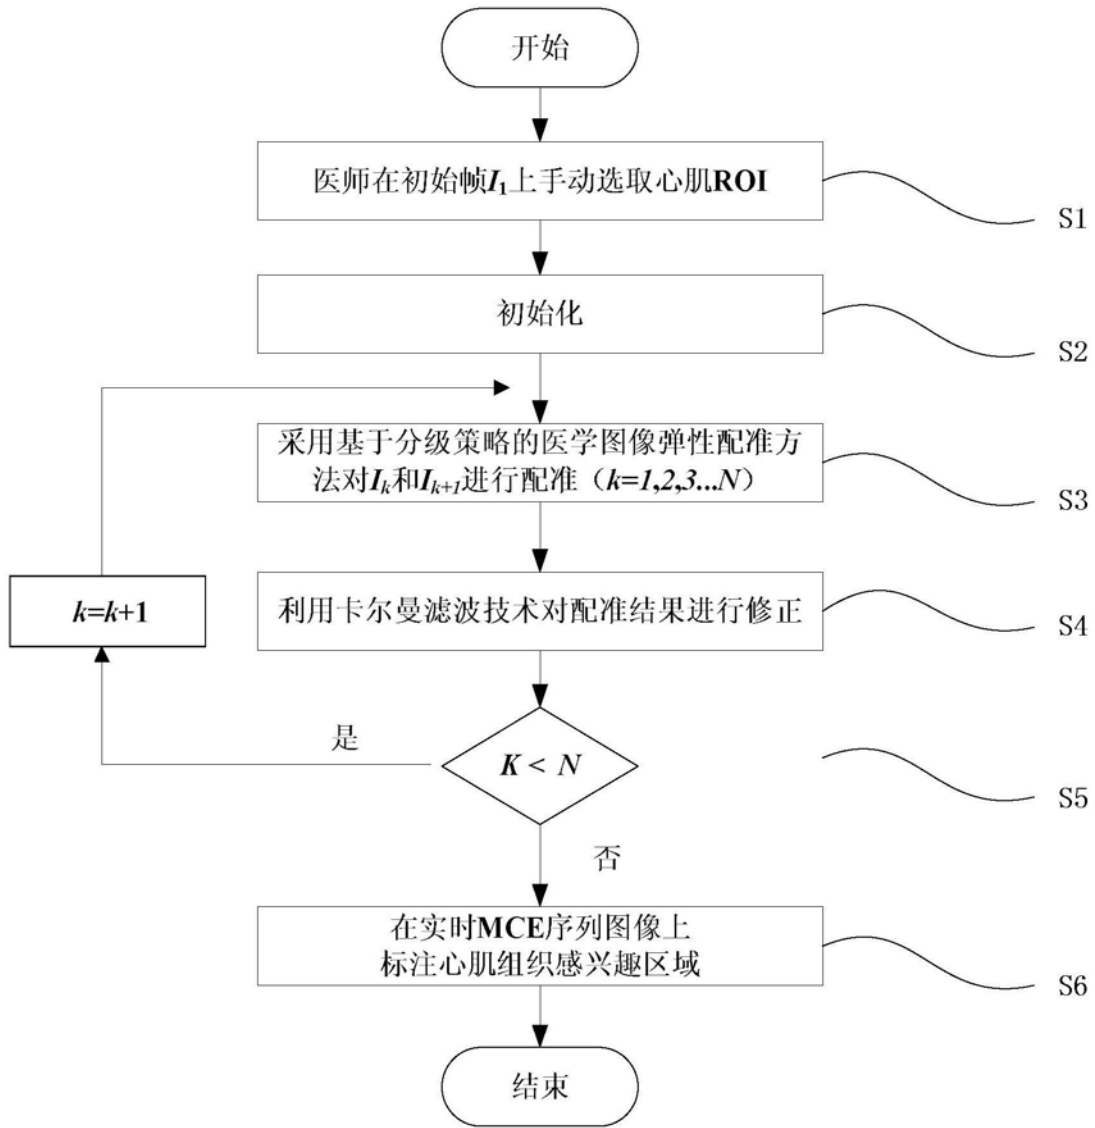 开始
医师在初始帧I1上手动选取心肌ROI
S1
初始化
S2
采用基于分级策略的医学图像弹性配准方
法对Ik和Ik+1进行配准（k=1,2,3...N）
S3
k=k+1
利用卡尔曼滤波技术对配准结果进行修正
S4
是
K < N
S5
否
在实时MCE序列图像上
标注心肌组织感兴趣区域
S6
结束